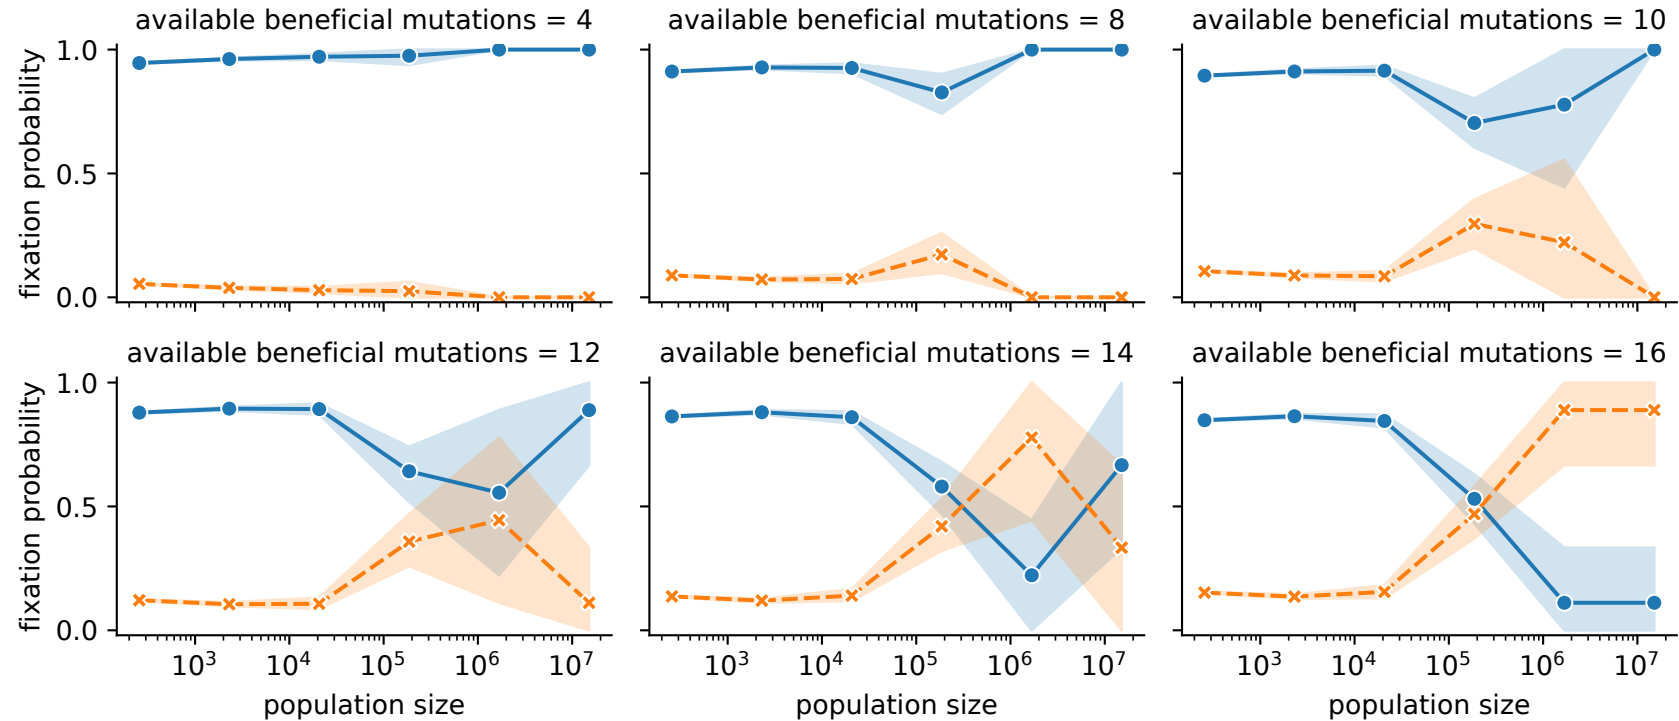 available beneficial mutations = 4
available beneficial mutations = 8
available beneficial mutations = 10
fixation probability
1.0
0.5
0.0
available beneficial mutations = 12
available beneficial mutations = 14
available beneficial mutations = 16
fixation probability
1.0
0.5
0.0
10³ 10⁴ 10⁵ 10⁶ 10⁷
10³ 10⁴ 10⁵ 10⁶ 10⁷
10³ 10⁴ 10⁵ 10⁶ 10⁷
population size
population size
population size